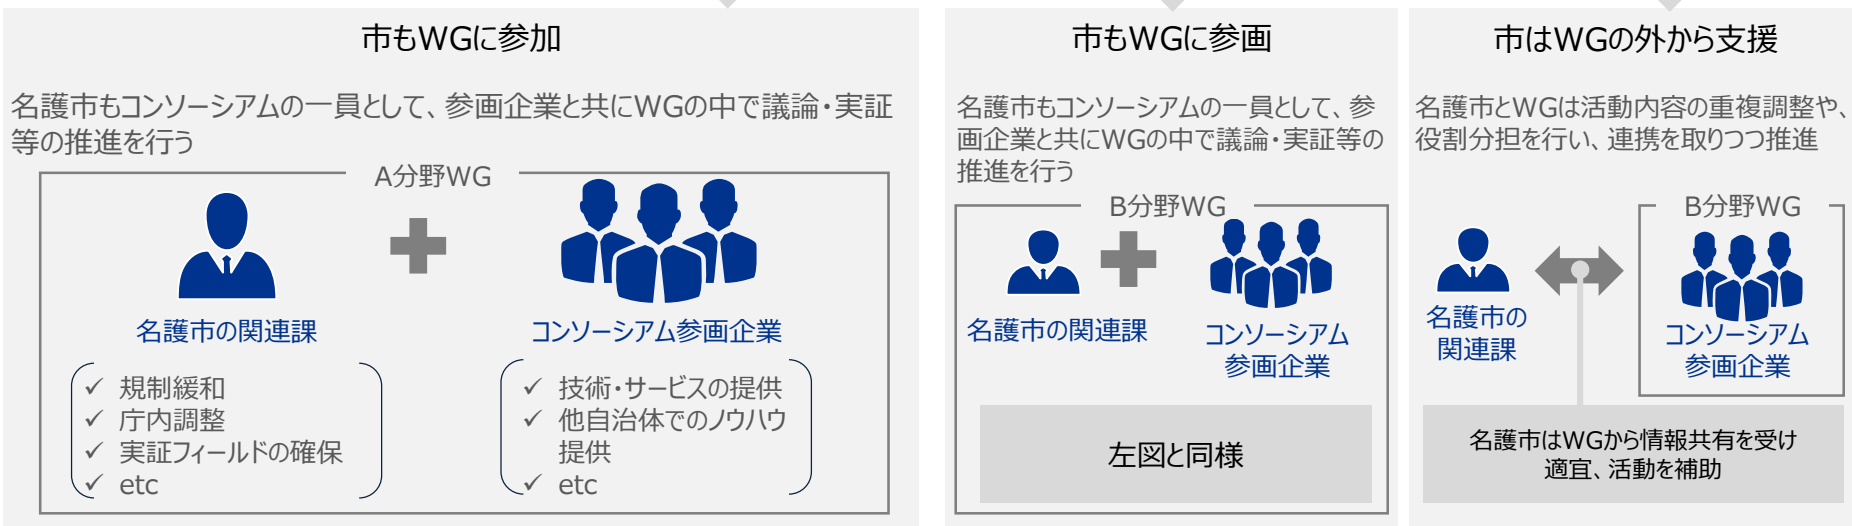 市もWGに参加
名護市もコンソーシアムの一員として、参画企業と共にWGの中で議論・実証
等の推進を行う
A分野WG
名護市の関連課
✓ 規制緩和
✓ 庁内調整
✓ 実証フィールドの確保
✓ etc
コンソーシアム参画企業
✓ 技術・サービスの提供
✓ 他自治体でのノウハウ
提供
✓ etc
市もWGに参画
名護市もコンソーシアムの一員として、参
画企業と共にWGの中で議論・実証等の
推進を行う
B分野WG
名護市の関連課
コンソーシアム
参画企業
左図と同様
市はWGの外から支援
名護市とWGは活動内容の重複調整や、
役割分担を行い、連携を取りつつ推進
B分野WG
名護市の
関連課
コンソーシアム
参画企業
名護市はWGから情報共有を受け
適宜、活動を補助